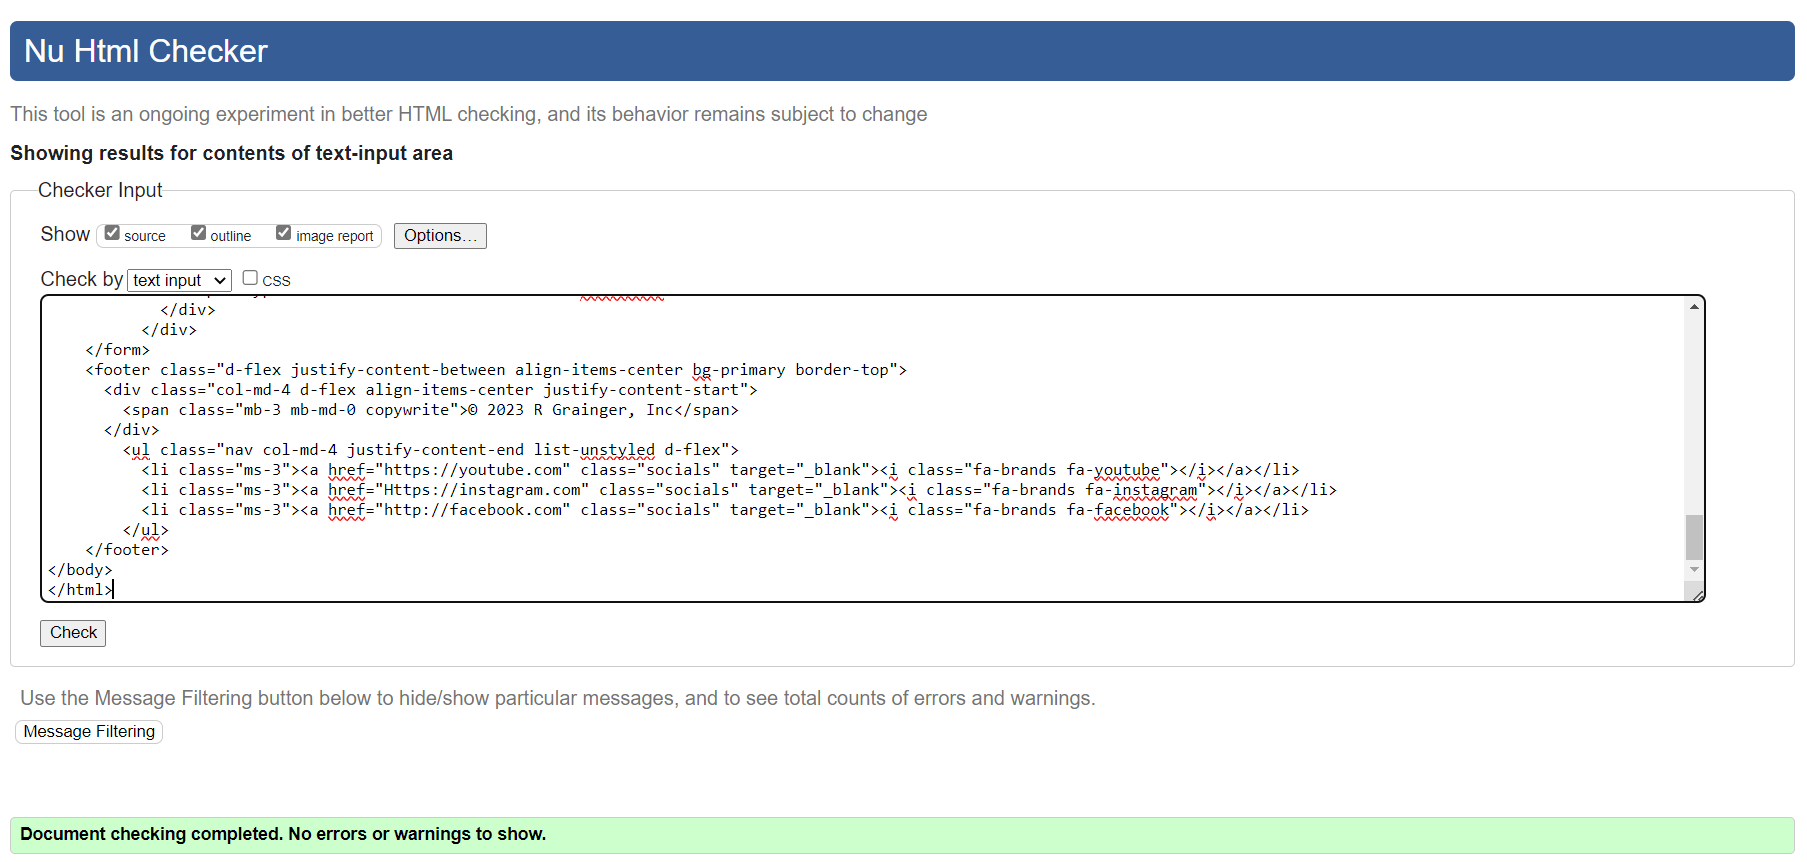 Nu Html Checker
This tool is an ongoing experiment in better HTML checking, and its behavior remains subject to change
Showing results for contents of text-input area
Checker Input
Show source outline image report Options...
Check by text input CSS
</div>
</div>
</form>
<footer class="d-flex justify-content-between align-items-center bg-primary border-top">
<div class="col-md-4 d-flex align-items-center justify-content-start">
<span class="mb-3 mb-md-0 copywrite">© 2023 R Grainger, Inc</span>
</div>
<ul class="nav col-md-4 justify-content-end list-unstyled d-flex">
<li class="ms-3"><a href="https://youtube.com" class="socials" target="_blank"><i class="fa-brands fa-youtube"></i></a></li>
<li class="ms-3"><a href="Https://instagram.com" class="socials" target="_blank"><i class="fa-brands fa-instagram"></i></a></li>
<li class="ms-3"><a href="http://facebook.com" class="socials" target="_blank"><i class="fa-brands fa-facebook"></i></a></li>
</ul>
</footer>
</body>
</html>
Check
Use the Message Filtering button below to hide/show particular messages, and to see total counts of errors and warnings.
Message Filtering
Document checking completed. No errors or warnings to show.